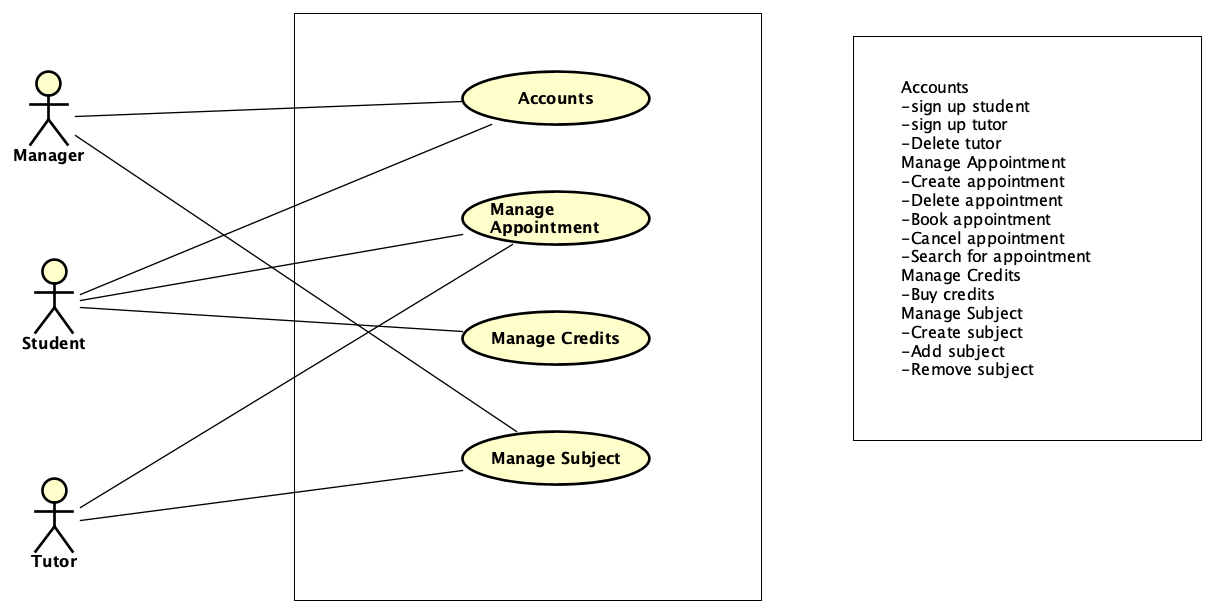 Manager
Student
Tutor
Accounts
Manage
Appointment
Manage Credits
Manage Subject
Accounts
-sign up student
-sign up tutor
-Delete tutor
Manage Appointment
-Create appointment
-Delete appointment
-Book appointment
-Cancel appointment
-Search for appointment
Manage Credits
-Buy credits
Manage Subject
-Create subject
-Add subject
-Remove subject